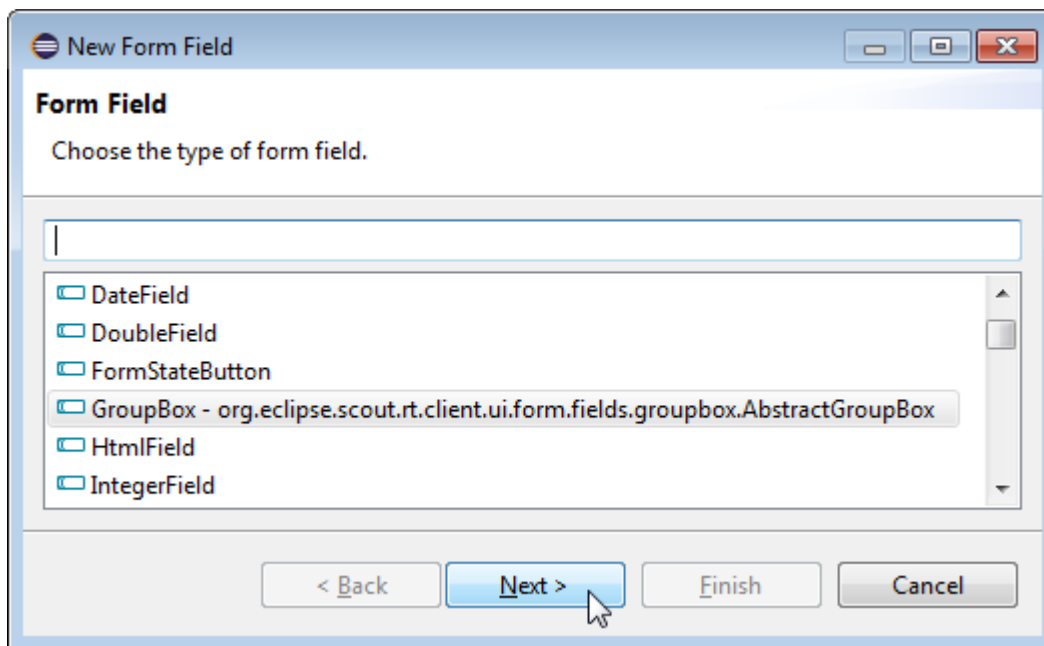 New Form Field
Form Field
Choose the type of form field.
DateField
DoubleField
FormStateButton
GroupBox - org.eclipse.scout.rt.client.ui.form.fields.groupbox.AbstractGroupBox
HtmlField
IntegerField
< Back Next > Finish Cancel